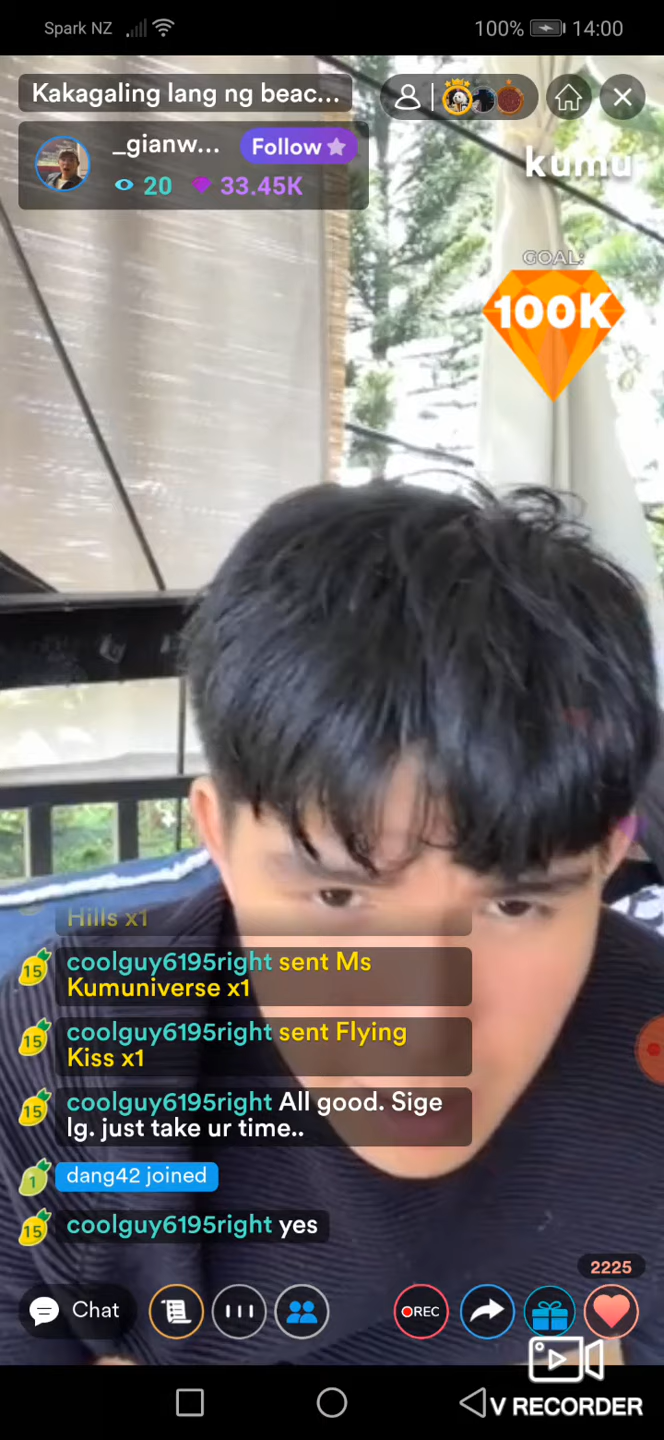 Spark NZ
100%
14:00
Kakagaling lang ng beac...
_gianw...
Follow
20
33.45K
kumu
GOAL:
100K
Hills x1
15
coolguy6195right sent Ms
Kumuniverse x1
15
coolguy6195right sent Flying
Kiss x1
15
coolguy6195right All good. Sige
lg. just take ur time..
1
dang42 joined
15
coolguy6195right yes
2225
Chat
REC
V RECORDER